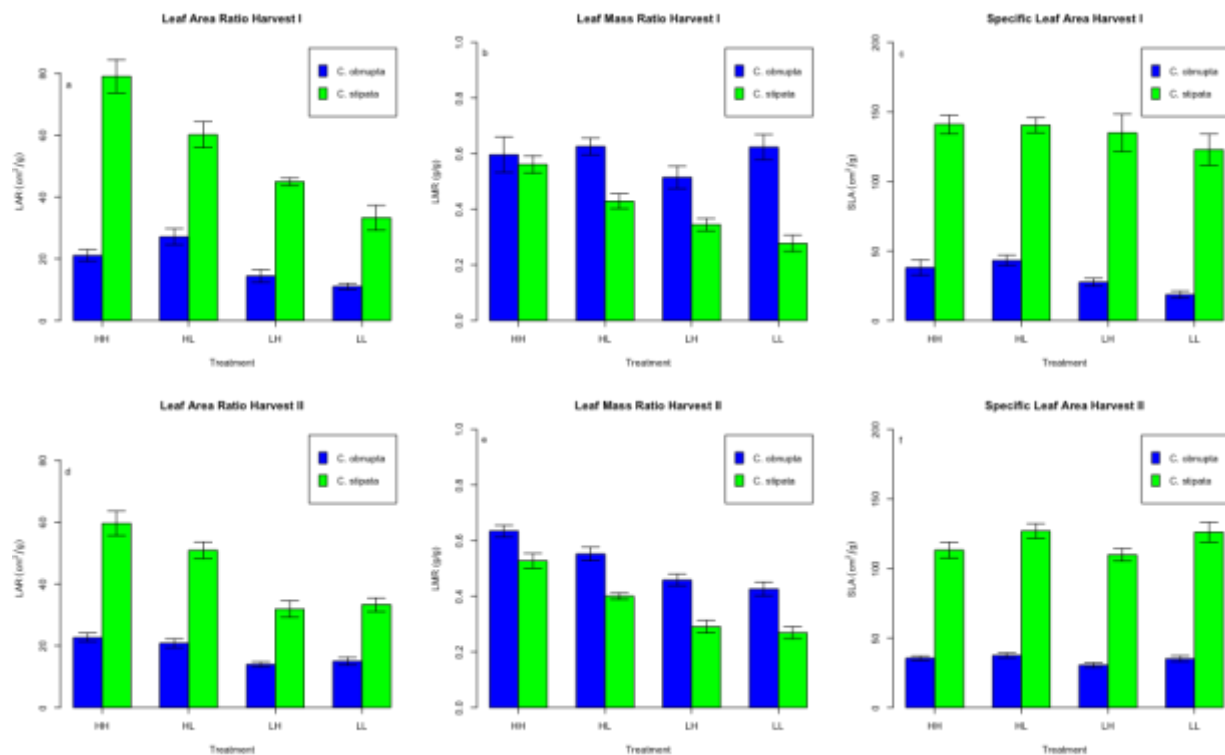 Leaf Area Ratio Harvest I
80
60
40
20
0
LAR (cm²/g)
a
C. obnupta
C. stipata
HH HL LH LL
Treatment
Leaf Mass Ratio Harvest I
1.0
0.8
0.6
0.4
0.2
0.0
LMR (g/g)
C. obnupta
C. stipata
HH HL LH LL
Treatment
Specific Leaf Area Harvest I
200
150
100
50
0
SLA (cm²/g)
c
C. obnupta
C. stipata
HH HL LH LL
Treatment
Leaf Area Ratio Harvest II
80
60
40
20
0
LAR (cm²/g)
d
C. obnupta
C. stipata
HH HL LH LL
Treatment
Leaf Mass Ratio Harvest II
1.0
0.8
0.6
0.4
0.2
0.0
LMR (g/g)
e
C. obnupta
C. stipata
HH HL LH LL
Treatment
Specific Leaf Area Harvest II
200
150
100
50
0
SLA (cm²/g)
f
C. obnupta
C. stipata
HH HL LH LL
Treatment